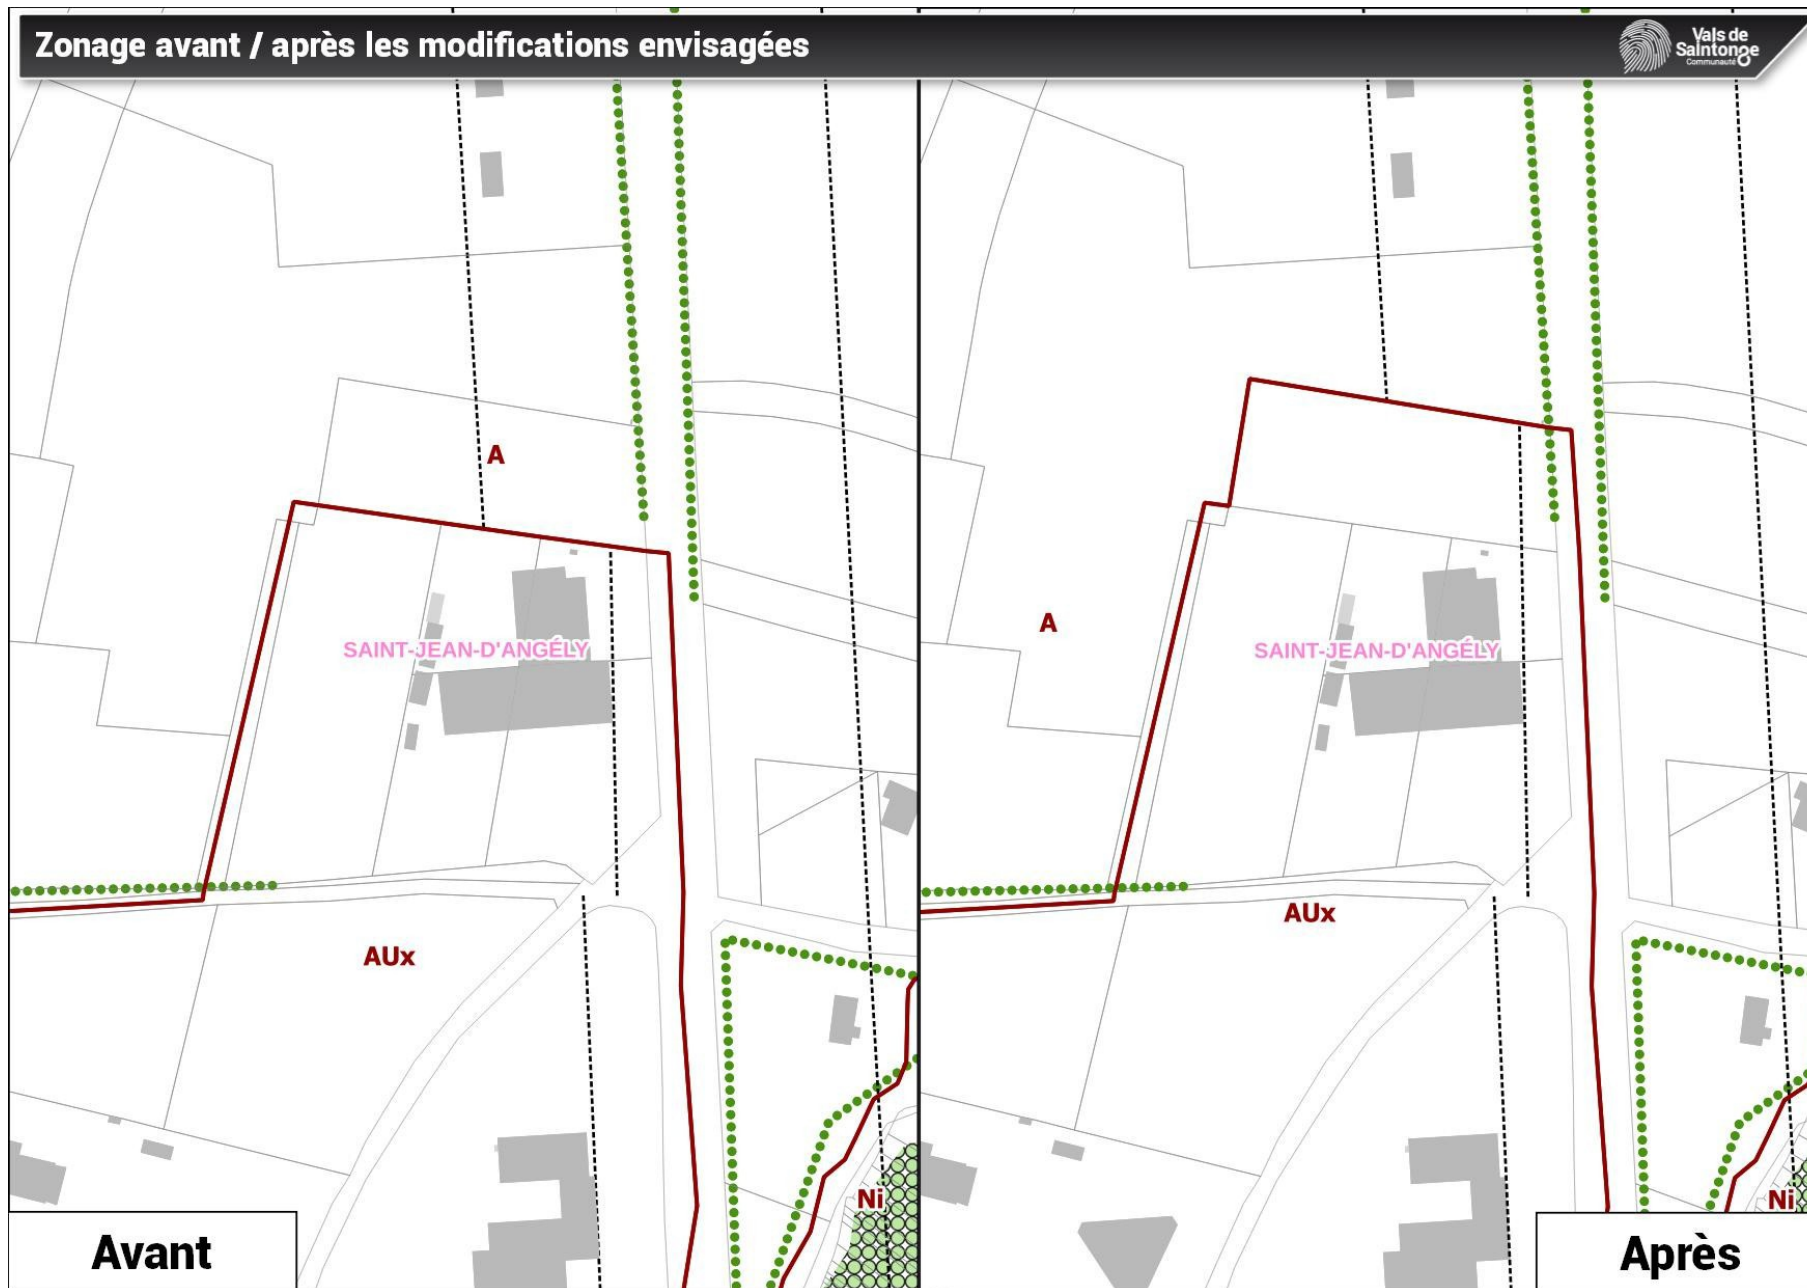 Zonage avant / après les modifications envisagées
Vals de
Saintonge
Communauté
A
SAINT-JEAN-D'ANGÉLY
AUx
Ni
Avant
A
SAINT-JEAN-D'ANGÉLY
AUx
Ni
Après